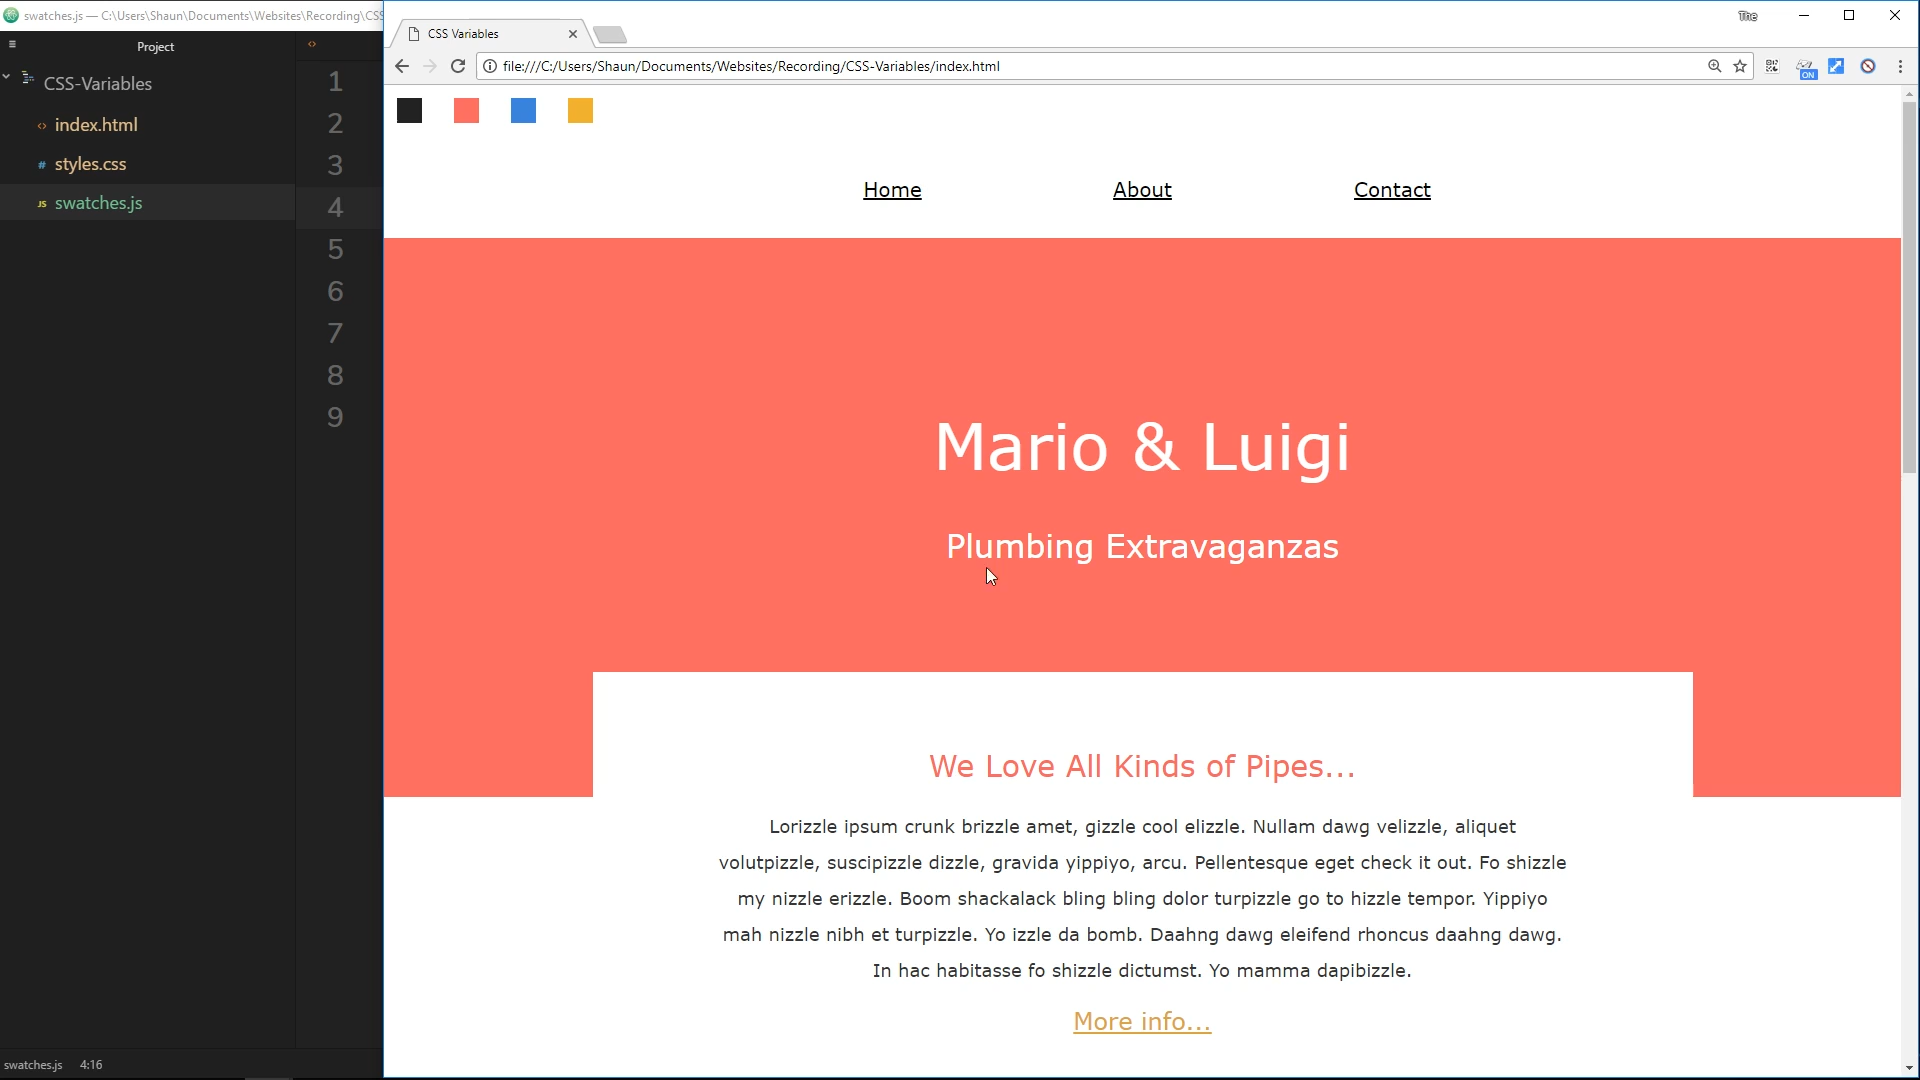 swatches.js — C:\Users\Shaun\Documents\Websites\Recording\CSS
The
CSS Variables
file:///C:/Users/Shaun/Documents/Websites/Recording/CSS-Variables/index.html
ON
Project
CSS-Variables
index.html
styles.css
JS swatches.js
1
2
3
4
5
6
7
8
9
Home About Contact
Mario & Luigi
Plumbing Extravaganzas
We Love All Kinds of Pipes...
Lorizzle ipsum crunk brizzle amet, gizzle cool elizzle. Nullam dawg velizzle, aliquet
volutpizzle, suscipizzle dizzle, gravida yippiyo, arcu. Pellentesque eget check it out. Fo shizzle
my nizzle erizzle. Boom shackalack bling bling dolor turpizzle go to hizzle tempor. Yippiyo
mah nizzle nibh et turpizzle. Yo izzle da bomb. Daahng dawg eleifend rhoncus daahng dawg.
In hac habitasse fo shizzle dictumst. Yo mamma dapibizzle.
More info...
swatches.js 4:16